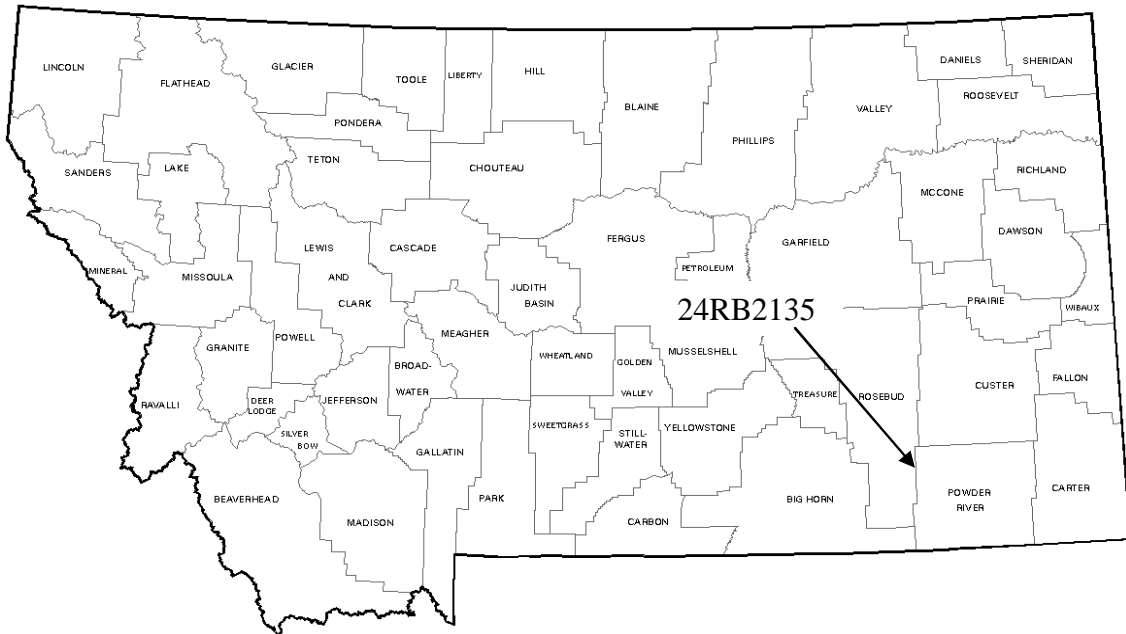 LINCOLN
FLATHEAD
GLACIER
TOOLE
LIBERTY
HILL
BLAINE
PHILLIPS
VALLEY
DANIELS
SHERIDAN
ROOSEVELT
PONDERA
TETON
CHOUTEAU
SANDERS
LAKE
MCCONE
RICHLAND
DAWSON
MINERAL
MISSOULA
LEWIS
AND
CLARK
CASCADE
JUDITH
BASIN
FERGUS
PETROLEUM
GARFIELD
PRAIRIE
WIBAUX
24RB2135
GRANITE
POWELL
MEAGHER
BROAD-
WATER
WHEATLAND
GOLDEN
VALLEY
MUSSELSHELL
TREASURE
ROSEBUD
CUSTER
FALLON
RAVALLI
DEER
LODGE
JEFFERSON
SILVER
BOW
GALLATIN
PARK
SWEETGRASS
STILL-
WATER
YELLOWSTONE
BEAVERHEAD
MADISON
CARBON
BIG HORN
POWDER
RIVER
CARTER